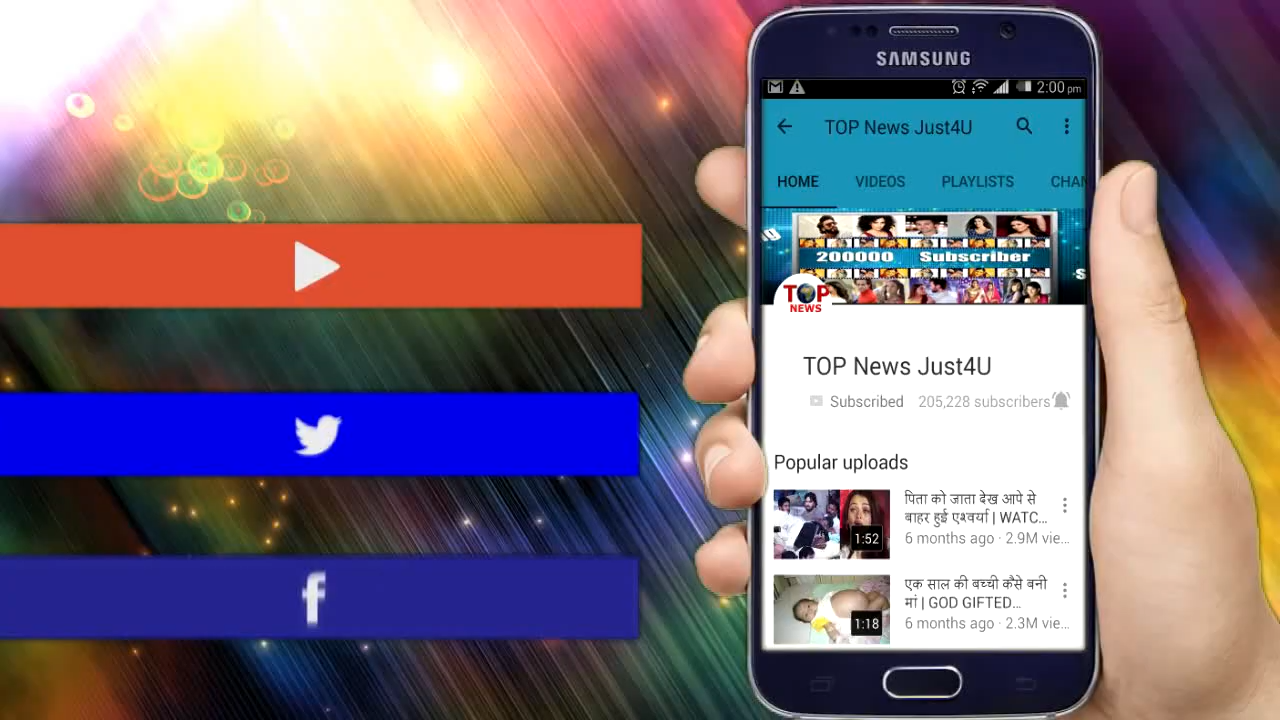 SAMSUNG
2:00 pm
TOP News Just4U
HOME VIDEOS PLAYLISTS CHAN
200000 Subscriber
TOP
NEWS
TOP News Just4U
Subscribed 205,228 subscribers
Popular uploads
पिता को जाता देख आपे से
बाहर हुई एश्वर्या | WATC...
6 months ago · 2.9M vie...
1:52
एक साल की बच्ची कैसे बनी
मां | GOD GIFTED...
6 months ago · 2.3M vie...
1:18